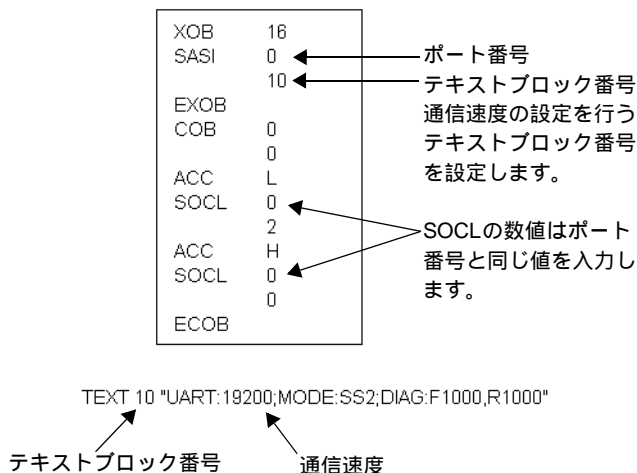 XOB 16
SASI 0
10
EXOB
COB 0
0
ACC L
SOCL 0
2
ACC H
SOCL 0
0
ECOB
ポート番号
テキストブロック番号
通信速度の設定を行う
テキストブロック番号
を設定します。
SOCLの数値はポート
番号と同じ値を入力し
ます。
TEXT 10 "UART:19200;MODE:SS2;DIAG:F1000,R1000"
テキストブロック番号
通信速度